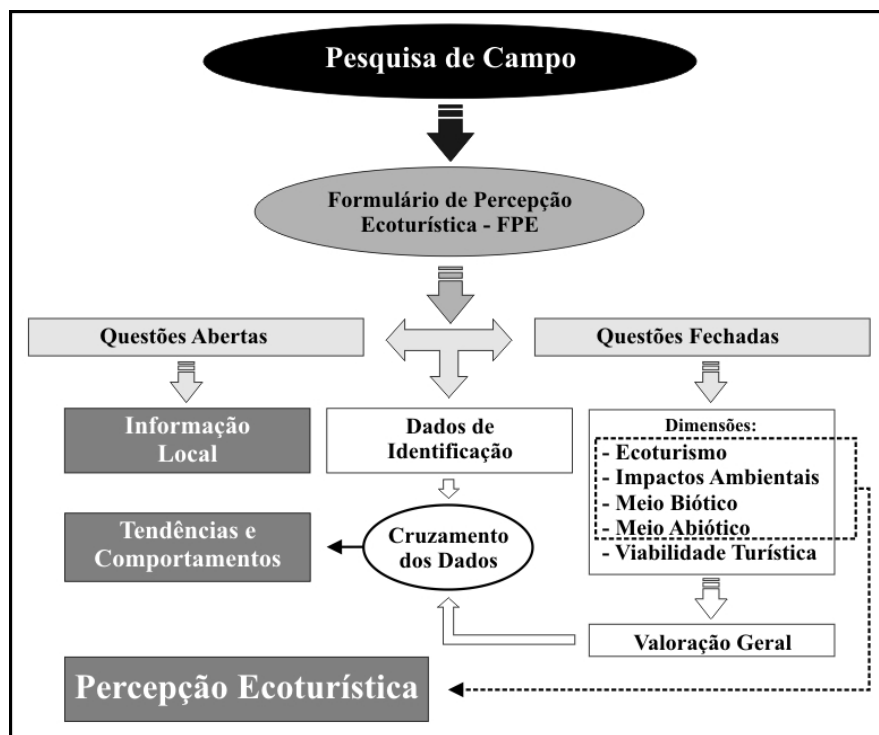 Pesquisa de Campo
Formulário de Percepção
Ecoturística - FPE
Questões Abertas
Questões Fechadas
Informação
Local
Dados de
Identificação
Dimensões:
- Ecoturismo
- Impactos Ambientais
- Meio Biótico
- Meio Abiótico
- Viabilidade Turística
Tendências e
Comportamentos
Cruzamento
dos Dados
Valoração Geral
Percepção Ecoturística